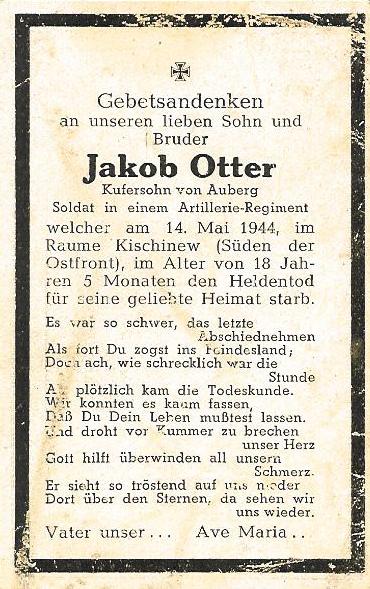 Gebetsandenken
an unseren lieben Sohn und
Bruder
Jakob Otter
Kufersohn von Auberg
Soldat in einem Artillerie-Regiment
welcher am 14. Mai 1944, im
Raume Kischinew (Süden der
Ostfront), im Alter von 18 Jah-
ren 5 Monaten den Heldentod
für seine geliebte Heimat starb.
Es war so schwer, das letzte
Abschiednehmen
Als fort Du zogst ins Feindesland;
Doch ach, wie schrecklich war die
Stunde
Als plötzlich kam die Todeskunde.
Wir konnten es kaum fassen,
Daß Du Dein Leben mußtest lassen.
Und droht vor Kummer zu brechen
unser Herz
Gott hilft überwinden all unsern
Schmerz.
Er sieht so tröstend auf uns nieder
Dort über den Sternen, da sehen wir
uns wieder.
Vater unser... Ave Maria..